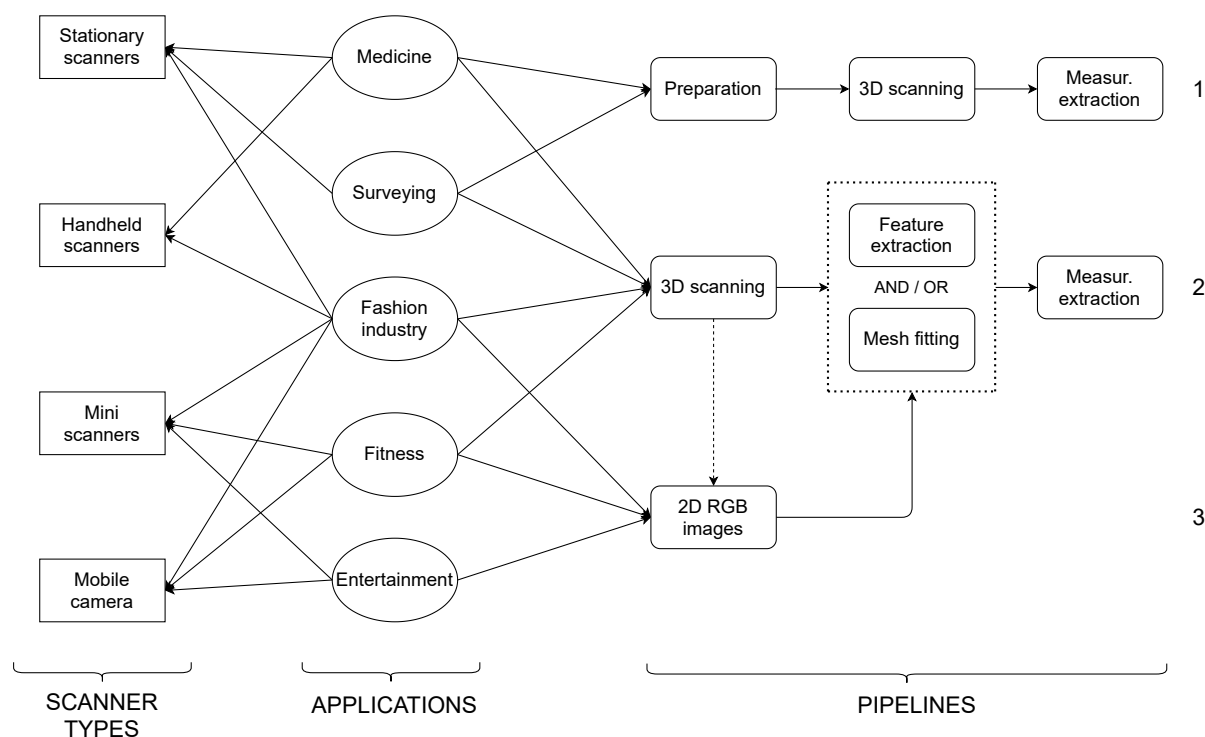 Stationary
scanners
Handheld
scanners
Mini
scanners
Mobile
camera
SCANNER
TYPES
Medicine
Surveying
Fashion
industry
Fitness
Entertainment
APPLICATIONS
Preparation
3D scanning
Measur.
extraction
1
3D scanning
Feature
extraction
AND / OR
Mesh fitting
Measur.
extraction
2
2D RGB
images
3
PIPELINES